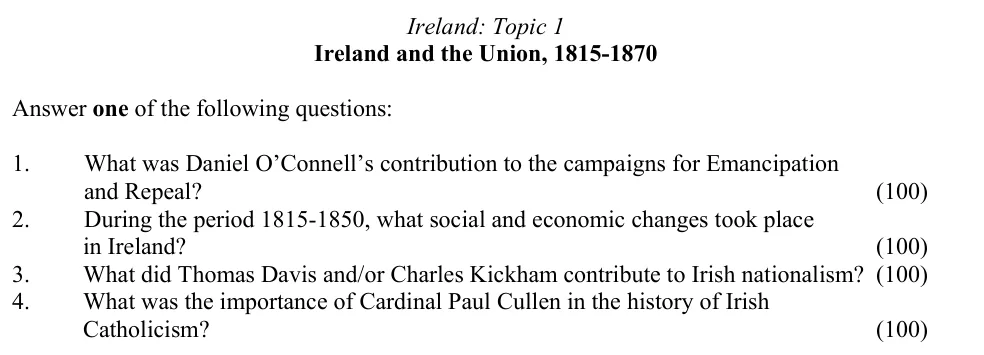 Ireland: Topic 1
Ireland and the Union, 1815-1870
Answer one of the following questions:
1. What was Daniel O’Connell’s contribution to the campaigns for Emancipation
and Repeal? (100)
2. During the period 1815-1850, what social and economic changes took place
in Ireland? (100)
3. What did Thomas Davis and/or Charles Kickham contribute to Irish nationalism? (100)
4. What was the importance of Cardinal Paul Cullen in the history of Irish
Catholicism? (100)